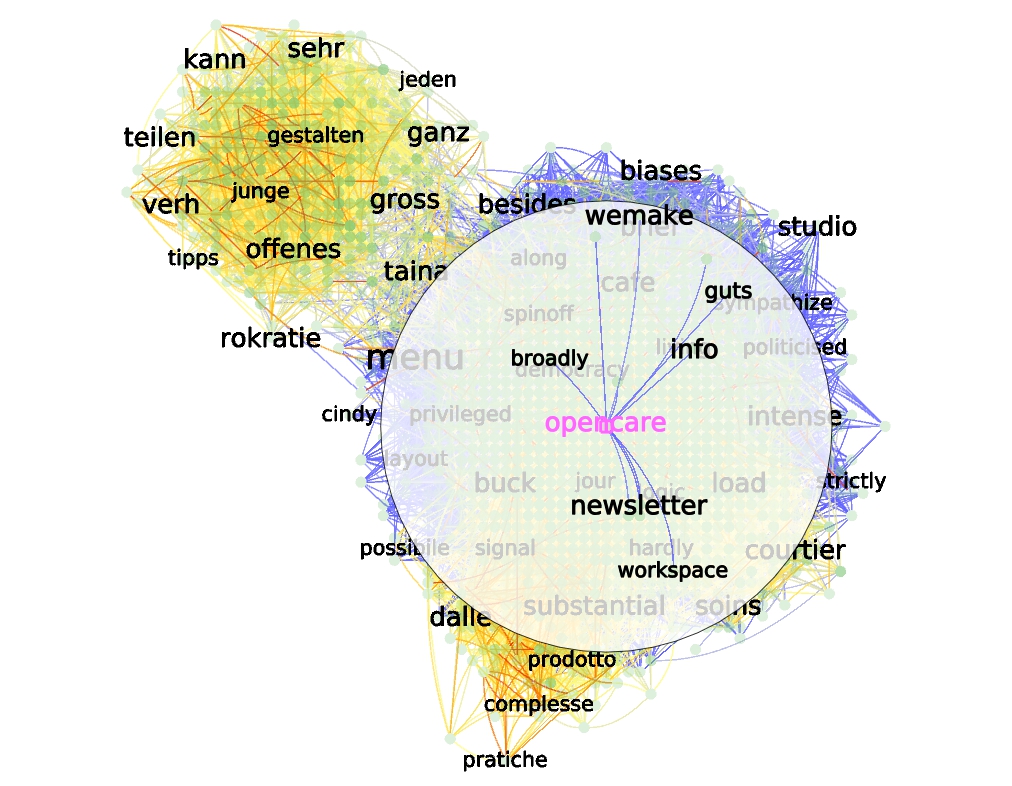 sehr
kann
jeden
teilen
gestalten
ganz
biases
junge
gross
besides
verh
wemake
studio
brief
offenes
tipps
along
taina
cafe
guts
sympathize
spinoff
rokratie
info
politicised
menu
broadly
democracy
cindy
privileged
intense
opencare
layout
buck
jour
load
strictly
logic
newsletter
possibile
signal
hardly
courtier
workspace
substantial
soins
dalle
prodotto
complesse
pratiche